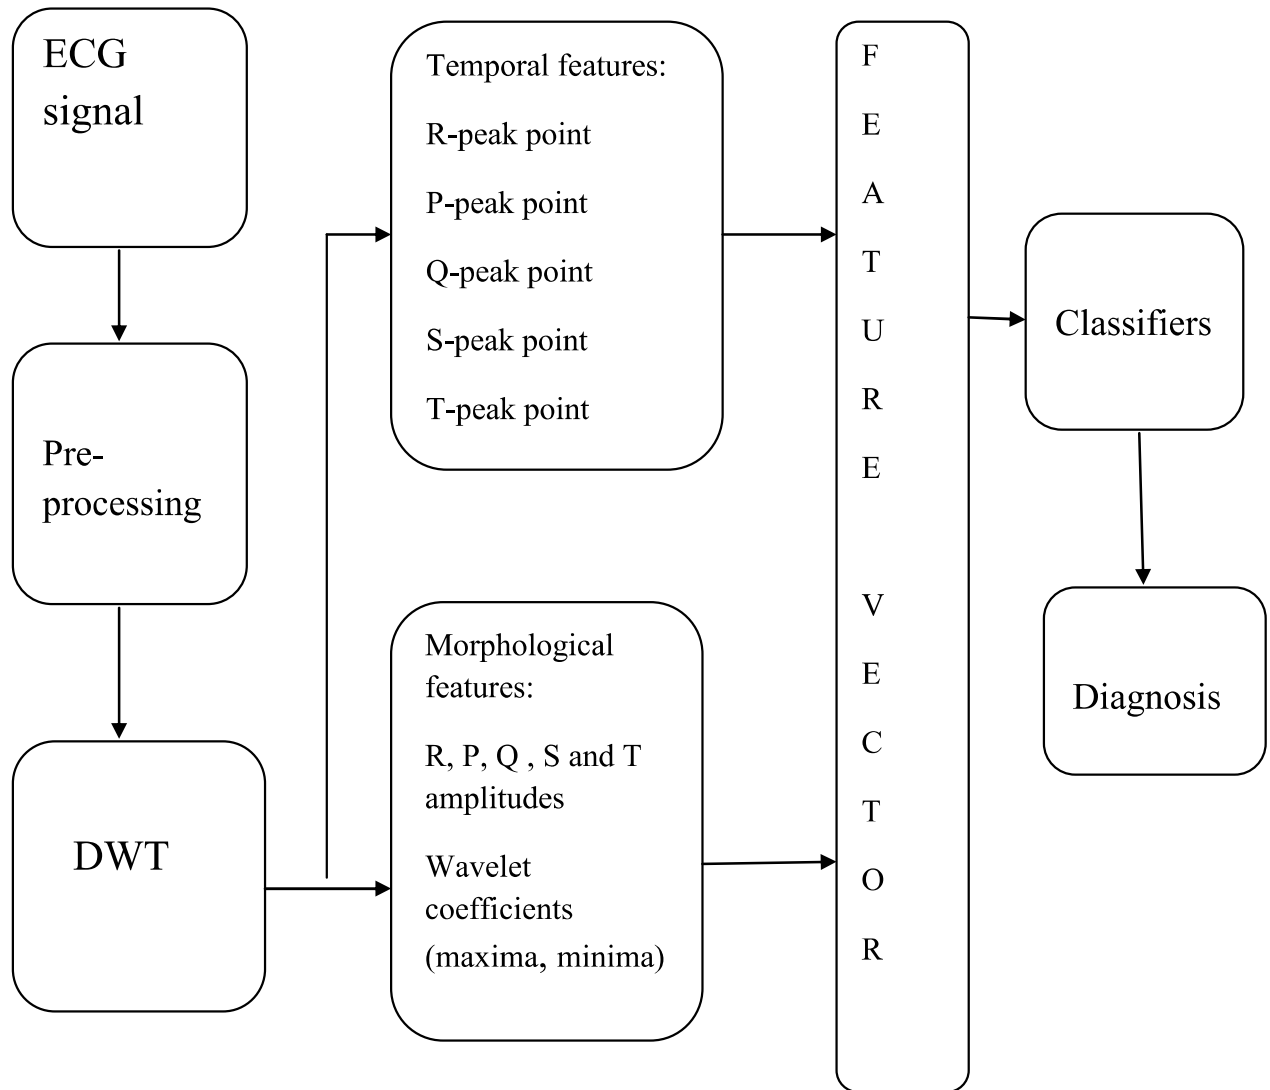 ECG
signal
Pre-
processing
DWT
Temporal features:
R-peak point
P-peak point
Q-peak point
S-peak point
T-peak point
Morphological
features:
R, P, Q , S and T
amplitudes
Wavelet
coefficients
(maxima, minima)
F
E
A
T
U
R
E
V
E
C
T
O
R
Classifiers
Diagnosis